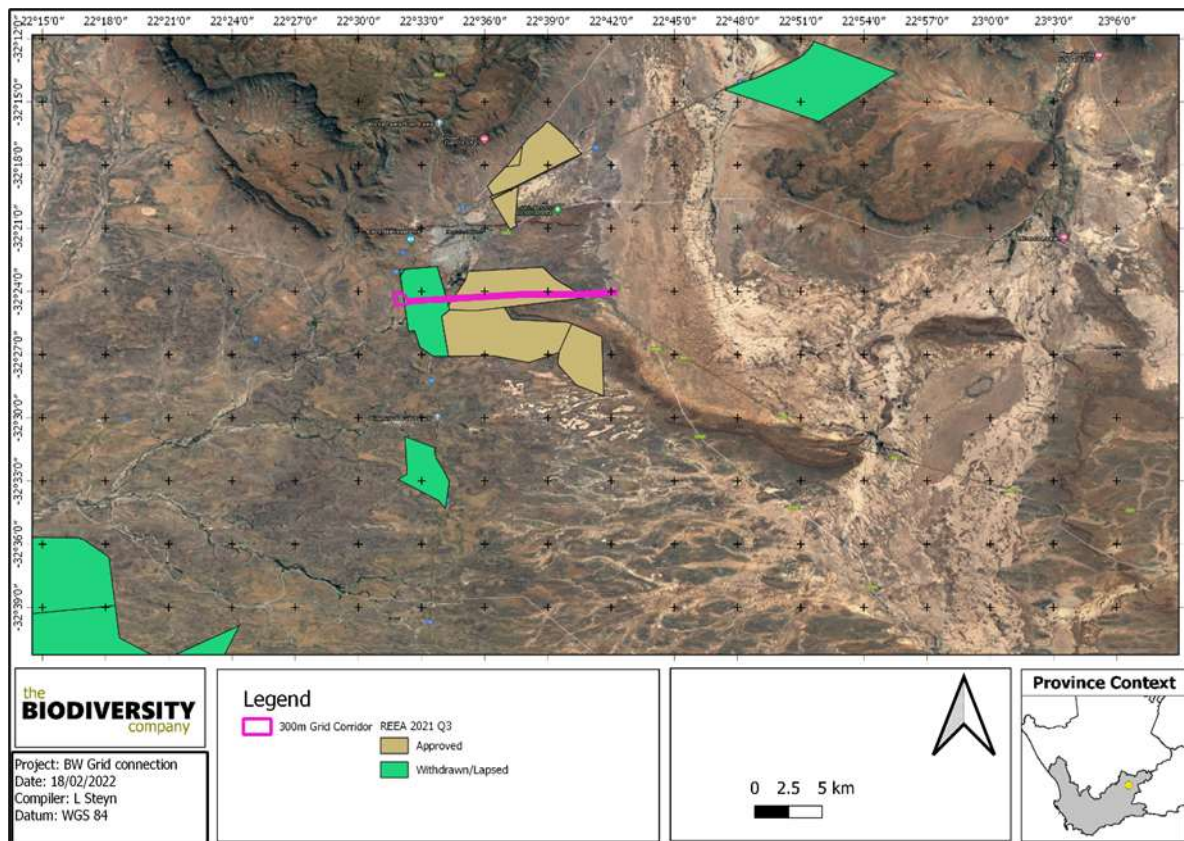 22°15'0" 22°18'0" 22°21'0" 22°24'0" 22°27'0" 22°30'0" 22°33'0" 22°36'0" 22°39'0" 22°42'0" 22°45'0" 22°48'0" 22°51'0" 22°54'0" 22°57'0" 23°0'0" 23°3'0" 23°6'0"
-32°12'0"
-32°15'0"
-32°18'0"
-32°21'0"
-32°24'0"
-32°27'0"
-32°30'0"
-32°33'0"
-32°36'0"
-32°39'0"
the
BIODIVERSITY
company
Project: BW Grid connection
Date: 18/02/2022
Compiler: L Steyn
Datum: WGS 84
Legend
300m Grid Corridor
REEA 2021 Q3
Approved
Withdrawn/Lapsed
0 2.5 5 km
Province Context